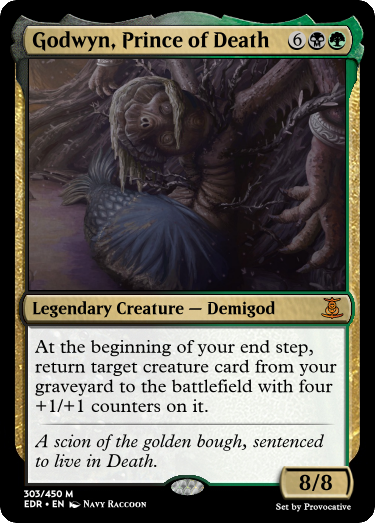 Godwyn, Prince of Death 6
Legendary Creature — Demigod
At the beginning of your end step,
return target creature card from your
graveyard to the battlefield with four
+1/+1 counters on it.
A scion of the golden bough, sentenced
to live in Death.
8/8
303/450 M
EDR • EN Navy Raccoon
Set by Provocative